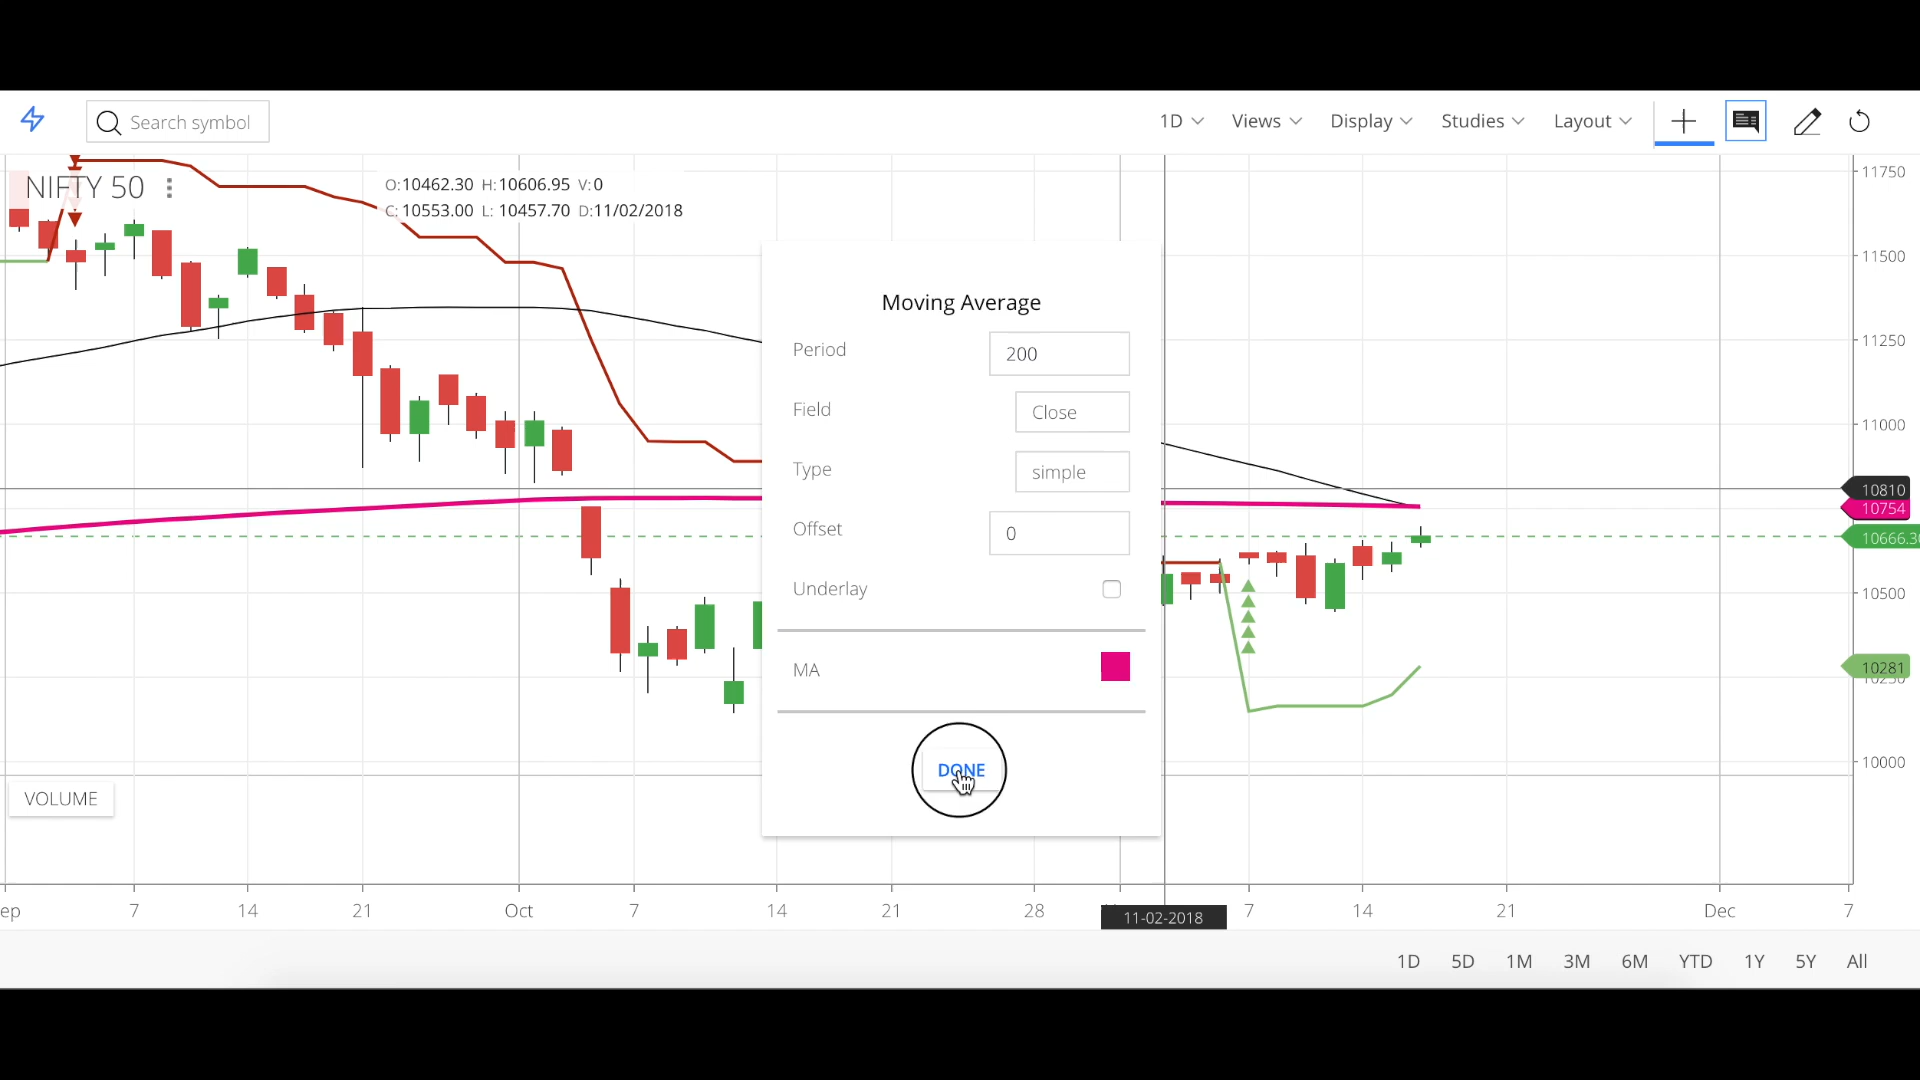 Search symbol
1D Views Display Studies Layout
NIFTY 50
O:10462.30 H:10606.95 V:0
C:10553.00 L:10457.70 D:11/02/2018
Moving Average
Period 200
Field Close
Type simple
Offset 0
Underlay
MA
DONE
VOLUME
11750
11500
11250
11000
10810
10754
10666.30
10500
10281
10000
ep 7 14 21 Oct 7 14 21 28 11-02-2018 7 14 21 Dec 7
1D 5D 1M 3M 6M YTD 1Y 5Y All